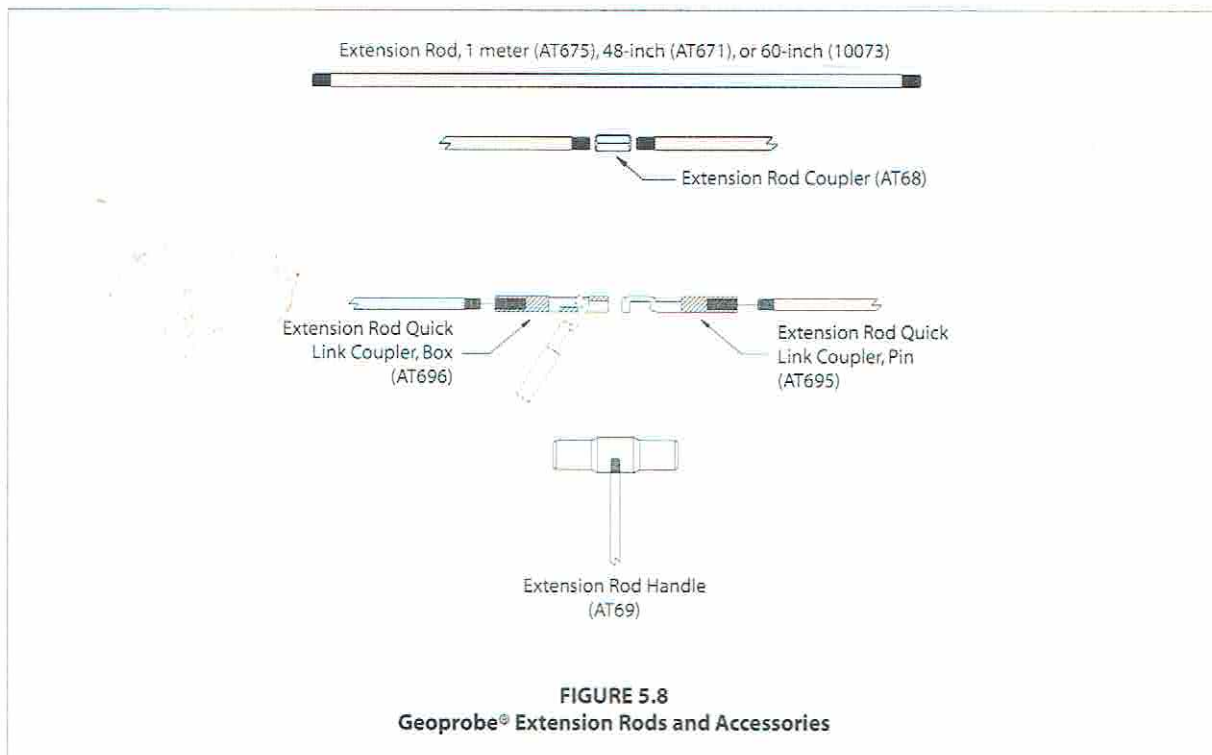 Extension Rod, 1 meter (AT675), 48-inch (AT671), or 60-inch (10073)
Extension Rod Coupler (AT68)
Extension Rod Quick
Link Coupler, Box
(AT696)
Extension Rod Quick
Link Coupler, Pin
(AT695)
Extension Rod Handle
(AT69)
FIGURE 5.8
Geoprobe® Extension Rods and Accessories